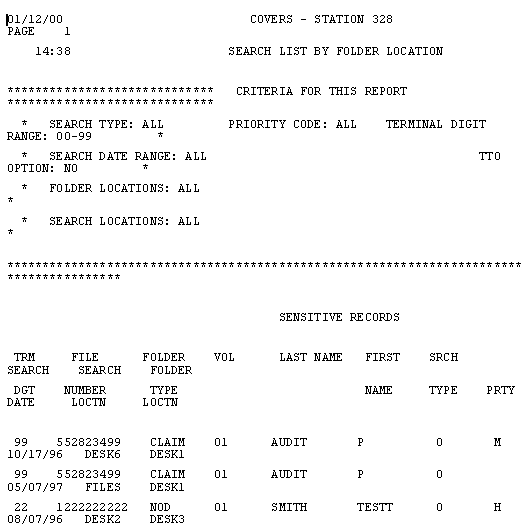 01/12/00 COVERS - STATION 328
PAGE 1
14:38 SEARCH LIST BY FOLDER LOCATION
**************************** CRITERIA FOR THIS REPORT
****************************
* SEARCH TYPE: ALL PRIORITY CODE: ALL TERMINAL DIGIT
RANGE: 00-99 *
* SEARCH DATE RANGE: ALL TTO
OPTION: NO *
* FOLDER LOCATIONS: ALL
*
* SEARCH LOCATIONS: ALL
*
************************************************************************
****************
SENSITIVE RECORDS
TRM FILE FOLDER VOL LAST NAME FIRST SRCH
SEARCH SEARCH FOLDER
DGT NUMBER TYPE NAME TYPE PRTY
DATE LOCTN LOCTN
99 552823499 CLAIM 01 AUDIT P O M
10/17/96 DESK6 DESK1
99 552823499 CLAIM 01 AUDIT P O
05/07/97 FILES DESK1
22 1222222222 NOD 01 SMITH TESTT O H
08/07/96 DESK2 DESK3